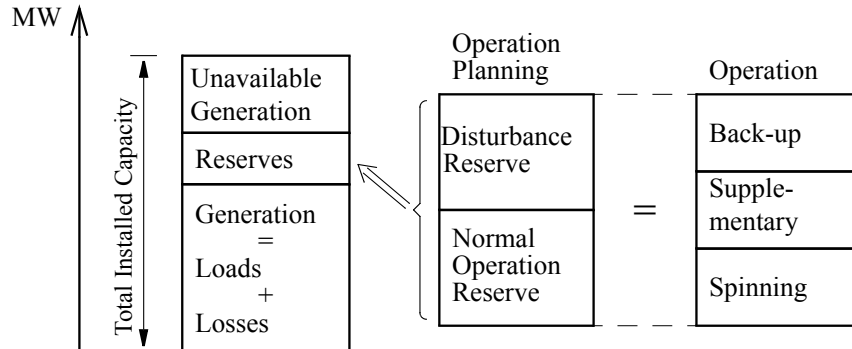 MW
Total Installed Capacity
Unavailable
Generation
Reserves
Generation
=
Loads
+
Losses
Operation
Planning
Disturbance
Reserve
Normal
Operation
Reserve
=
Operation
Back-up
Supple-
mentary
Spinning